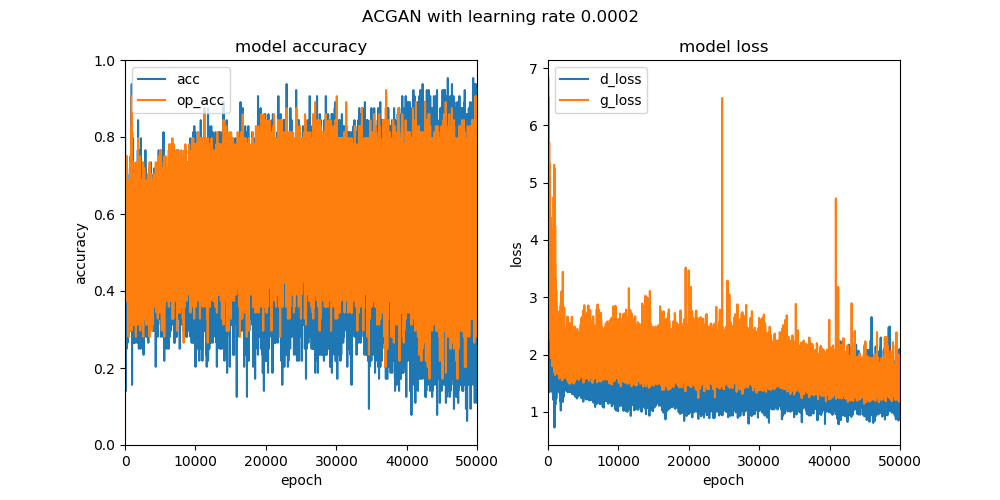 ACGAN with learning rate 0.0002
model accuracy
1.0
0.8
0.6
0.4
0.2
0.0
accuracy
acc
op_acc
0 10000 20000 30000 40000 50000
epoch
model loss
7
6
5
4
3
2
1
loss
d_loss
g_loss
0 10000 20000 30000 40000 50000
epoch